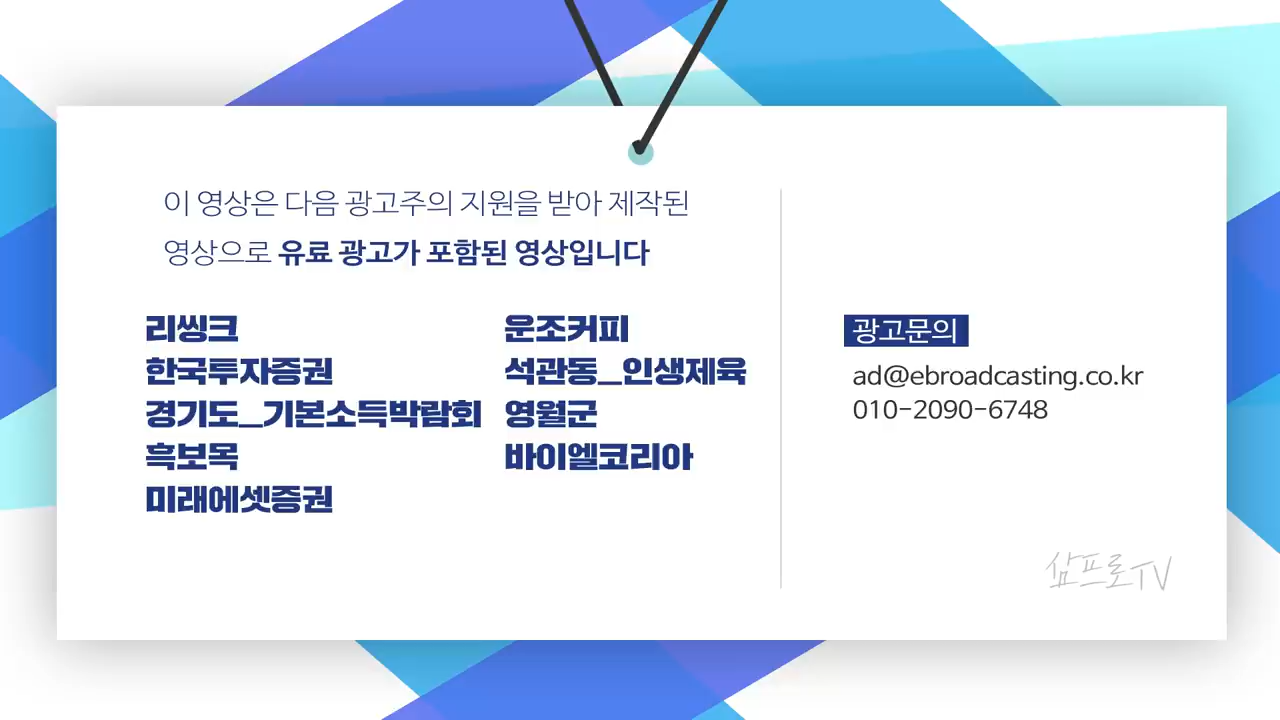 이 영상은 다음 광고주의 지원을 받아 제작된
영상으로 유료 광고가 포함된 영상입니다
리씽크
한국투자증권
경기도_기본소득박람회
흑보목
미래에셋증권
운조커피
석관동_인생제육
영월군
바이엘코리아
광고문의
ad@ebroadcasting.co.kr
010-2090-6748
삼프로TV